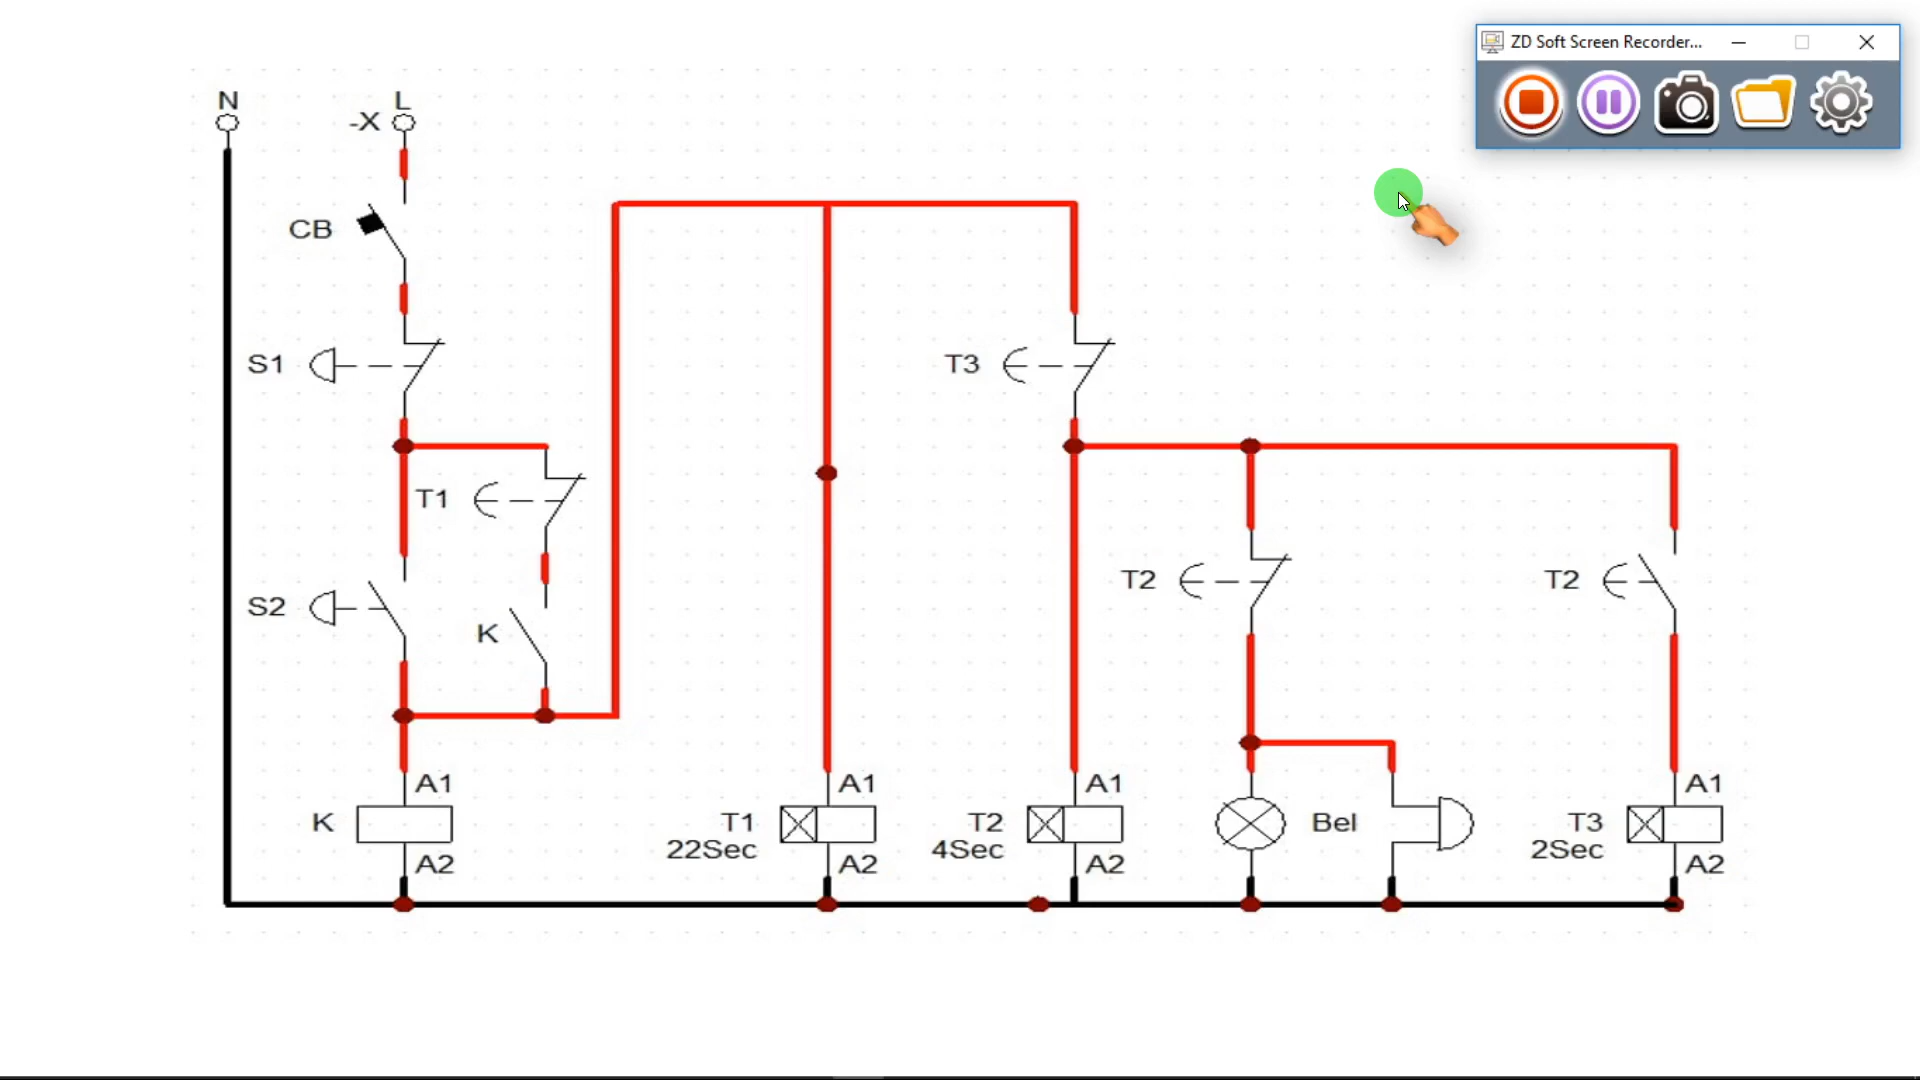 ZD Soft Screen Recorder...
N
L
-X
CB
S1
T3
T1
T2
T2
S2
K
A1
A1
A1
A1
K
T1
22Sec
T2
4Sec
Bel
T3
2Sec
A2
A2
A2
A2